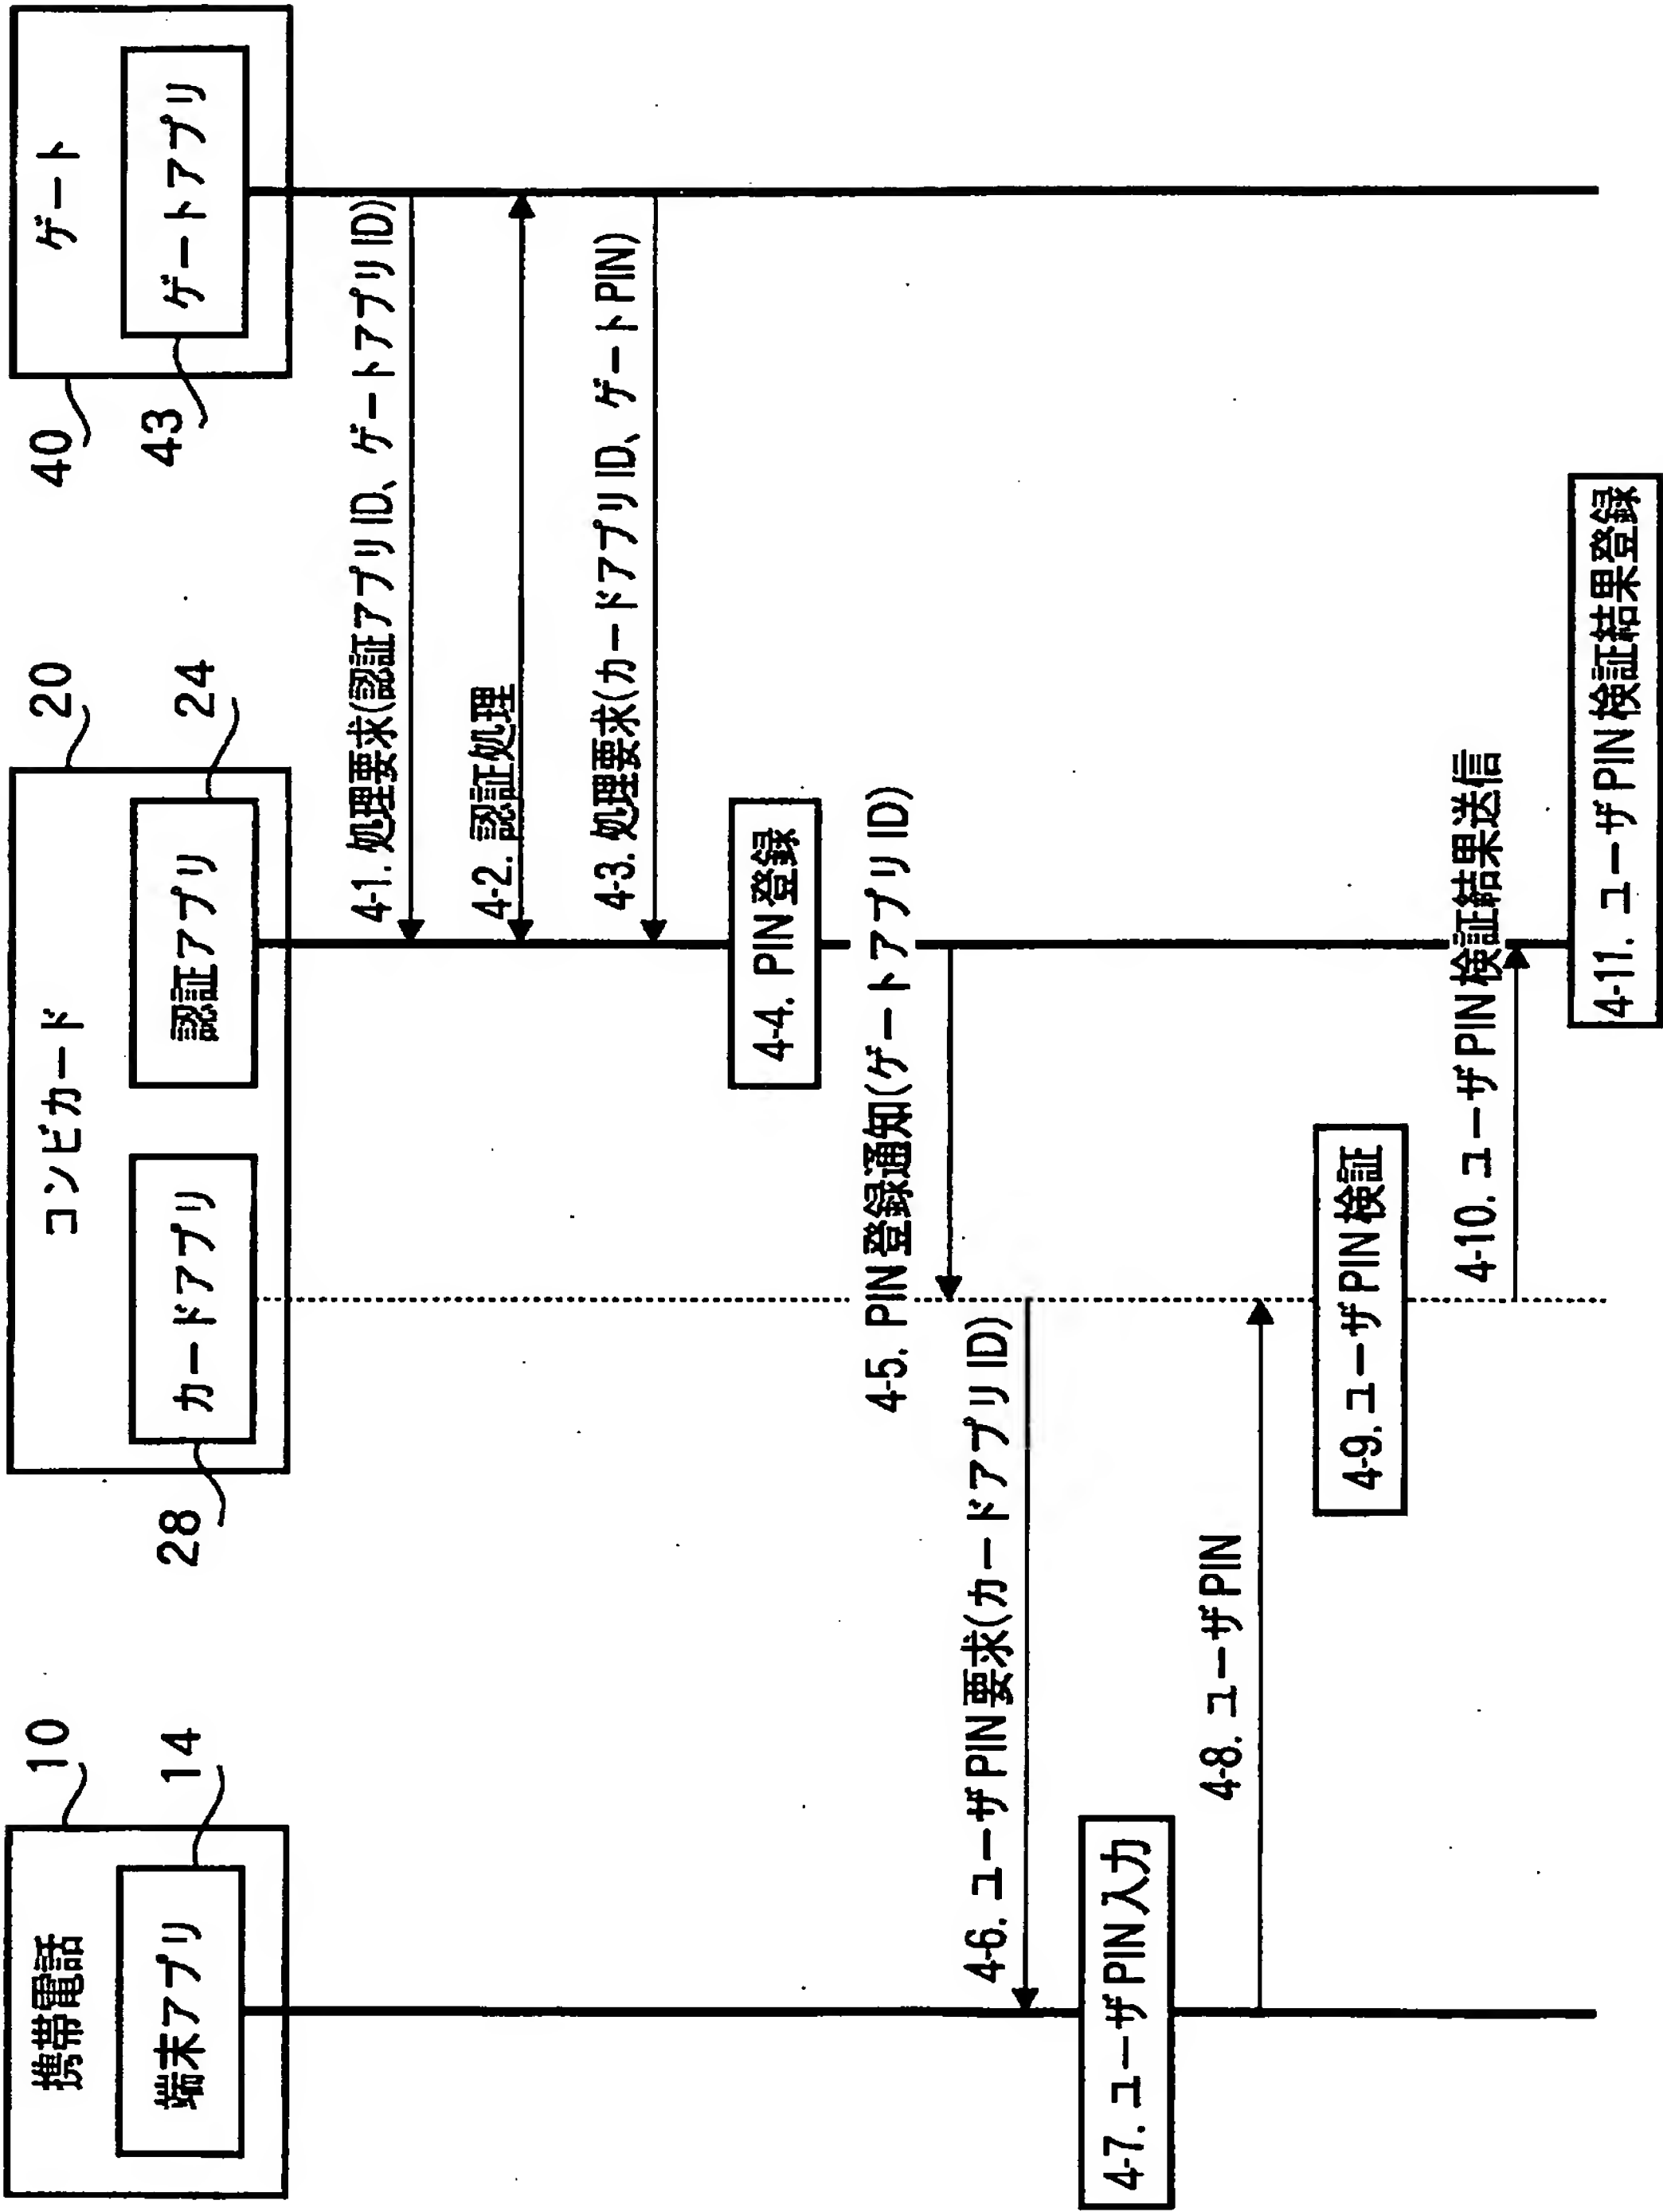 携帯電話
10
端末アプリ
14
コンビカード
20
カードアプリ
28
認証アプリ
24
ゲート
40
ゲートアプリ
43
4-1. 処理要求(認証アプリID、ゲートアプリID)
4-2. 認証処理
4-3. 処理要求(カードアプリID、ゲートPIN)
4-4. PIN登録
4-5. PIN登録通知(ゲートアプリID)
4-6. ユーザPIN要求(カードアプリID)
4-7. ユーザPIN入力
4-8. ユーザPIN
4-9. ユーザPIN検証
4-10. ユーザPIN検証結果送信
4-11. ユーザPIN検証結果登録